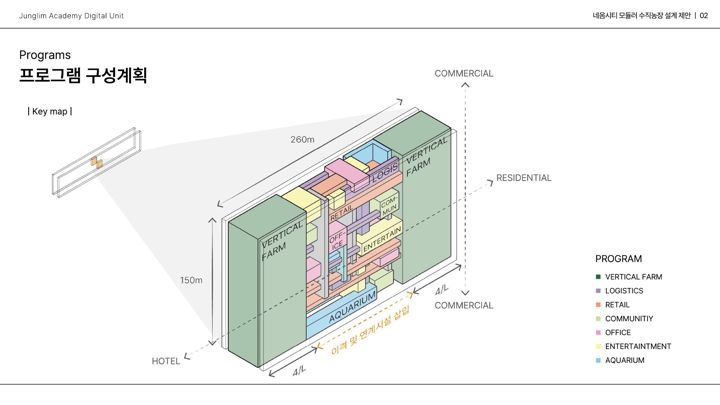 Junglim Academy Digital Unit
네옴시티 모듈러 수직농장 설계 제안 | 02
Programs
프로그램 구성계획
| Key map |
COMMERCIAL
260m
VERTICAL
FARM
LOGIS
RESIDENTIAL
RETAIL
COM-
MUN
VERTICAL
FARM
OFF-
ICE
ENTERTAIN
150m
AQUARIUM
A/L
COMMERCIAL
이격 및 연계시설 삽입
HOTEL
A/L
PROGRAM
VERTICAL FARM
LOGISTICS
RETAIL
COMMUNITIY
OFFICE
ENTERTAINTMENT
AQUARIUM